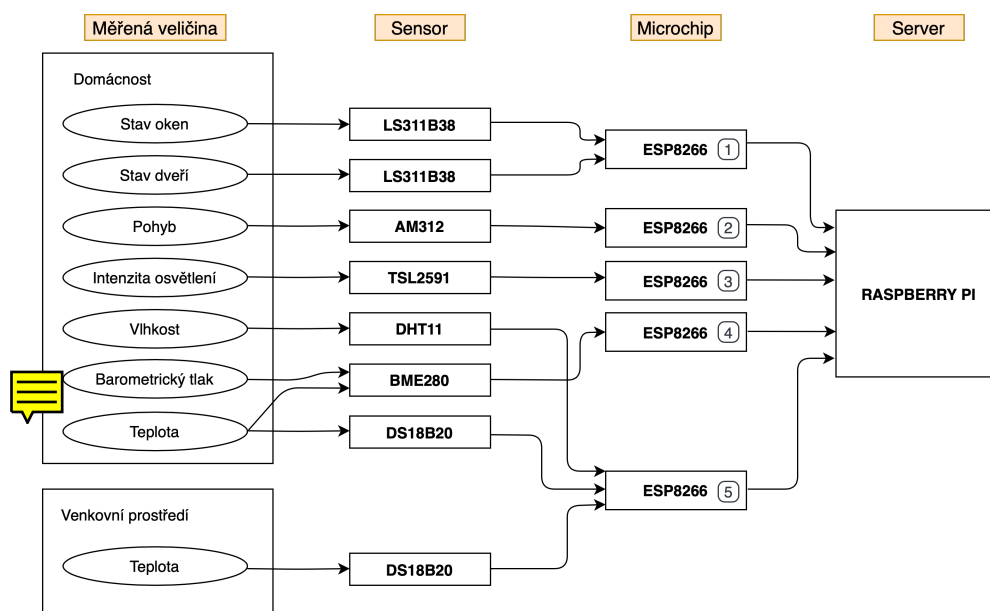 Měřená veličina
Sensor
Microchip
Server
Domácnost
Stav oken
LS311B38
ESP8266 1
Stav dveří
LS311B38
Pohyb
AM312
ESP8266 2
Intenzita osvětlení
TSL2591
ESP8266 3
RASPBERRY PI
Vlhkost
DHT11
ESP8266 4
Barometrický tlak
BME280
Teplota
DS18B20
ESP8266 5
Venkovní prostředí
Teplota
DS18B20